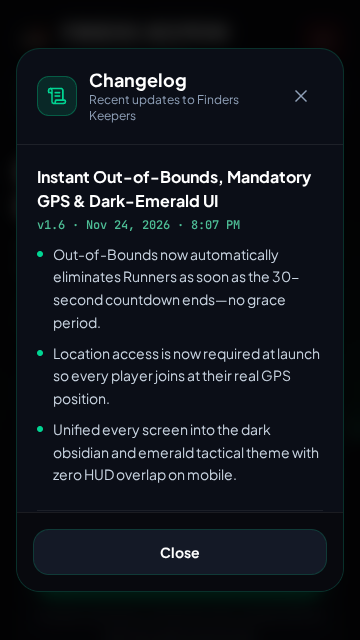 Changelog
Recent updates to Finders
Keepers
Instant Out-of-Bounds, Mandatory
GPS & Dark-Emerald UI
v1.6 · Nov 24, 2026 · 8:07 PM
Out-of-Bounds now automatically
eliminates Runners as soon as the 30-
second countdown ends—no grace
period.
Location access is now required at launch
so every player joins at their real GPS
position.
Unified every screen into the dark
obsidian and emerald tactical theme with
zero HUD overlap on mobile.
Close